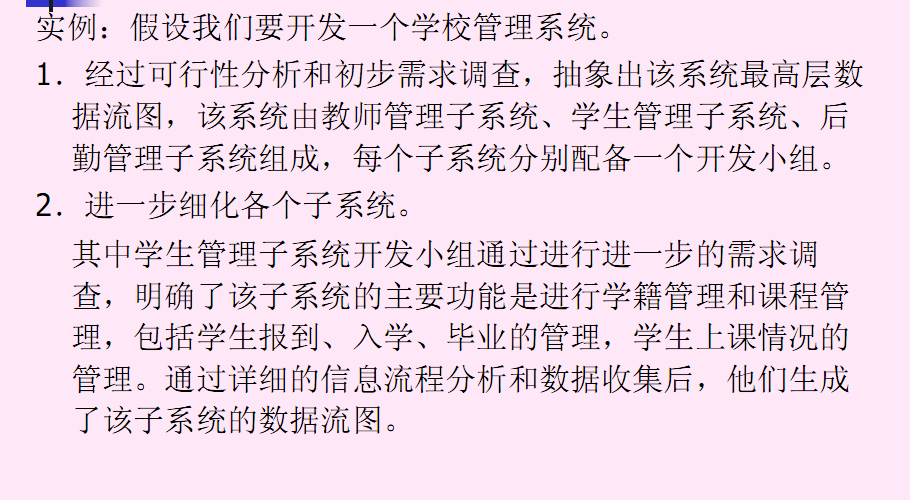 实例：假设我们要开发一个学校管理系统。
1．经过可行性分析和初步需求调查，抽象出该系统最高层数
据流图，该系统由教师管理子系统、学生管理子系统、后
勤管理子系统组成，每个子系统分别配备一个开发小组。
2．进一步细化各个子系统。
其中学生管理子系统开发小组通过进行进一步的需求调
查，明确了该子系统的主要功能是进行学籍管理和课程管
理，包括学生报到、入学、毕业的管理，学生上课情况的
管理。通过详细的信息流程分析和数据收集后，他们生成
了该子系统的数据流图。